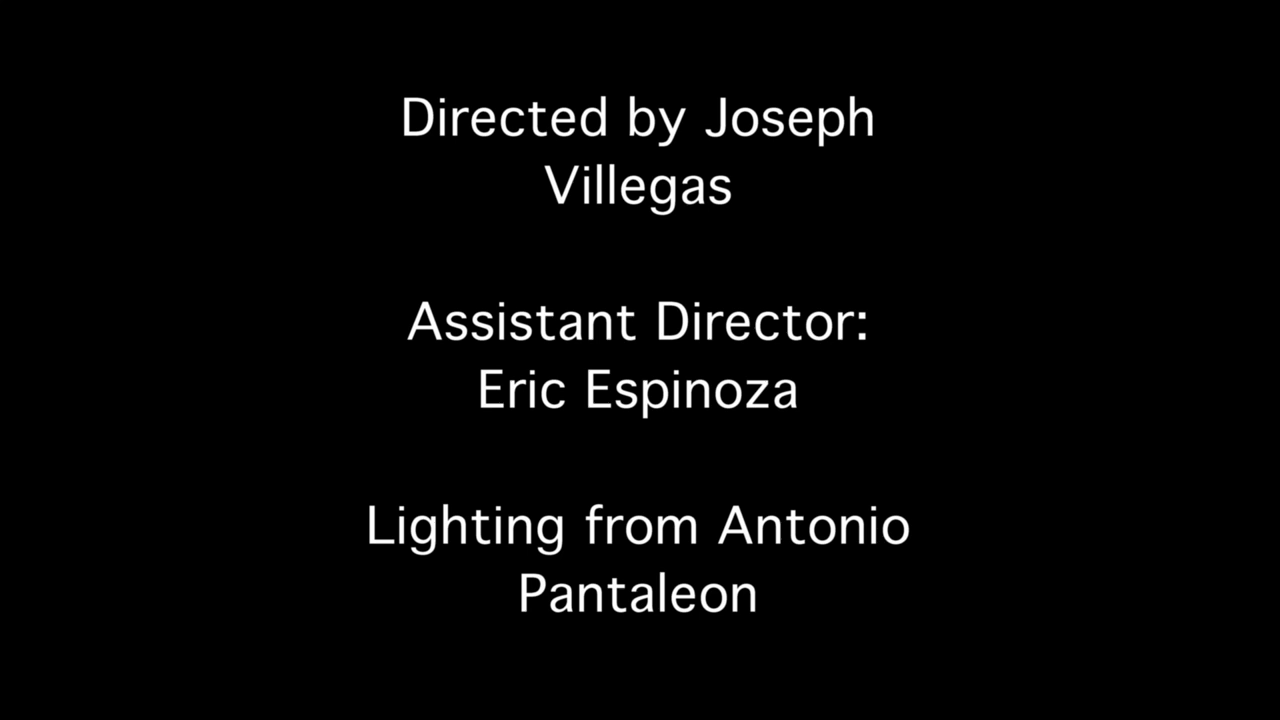 Directed by Joseph
Villegas
Assistant Director:
Eric Espinoza
Lighting from Antonio
Pantaleon